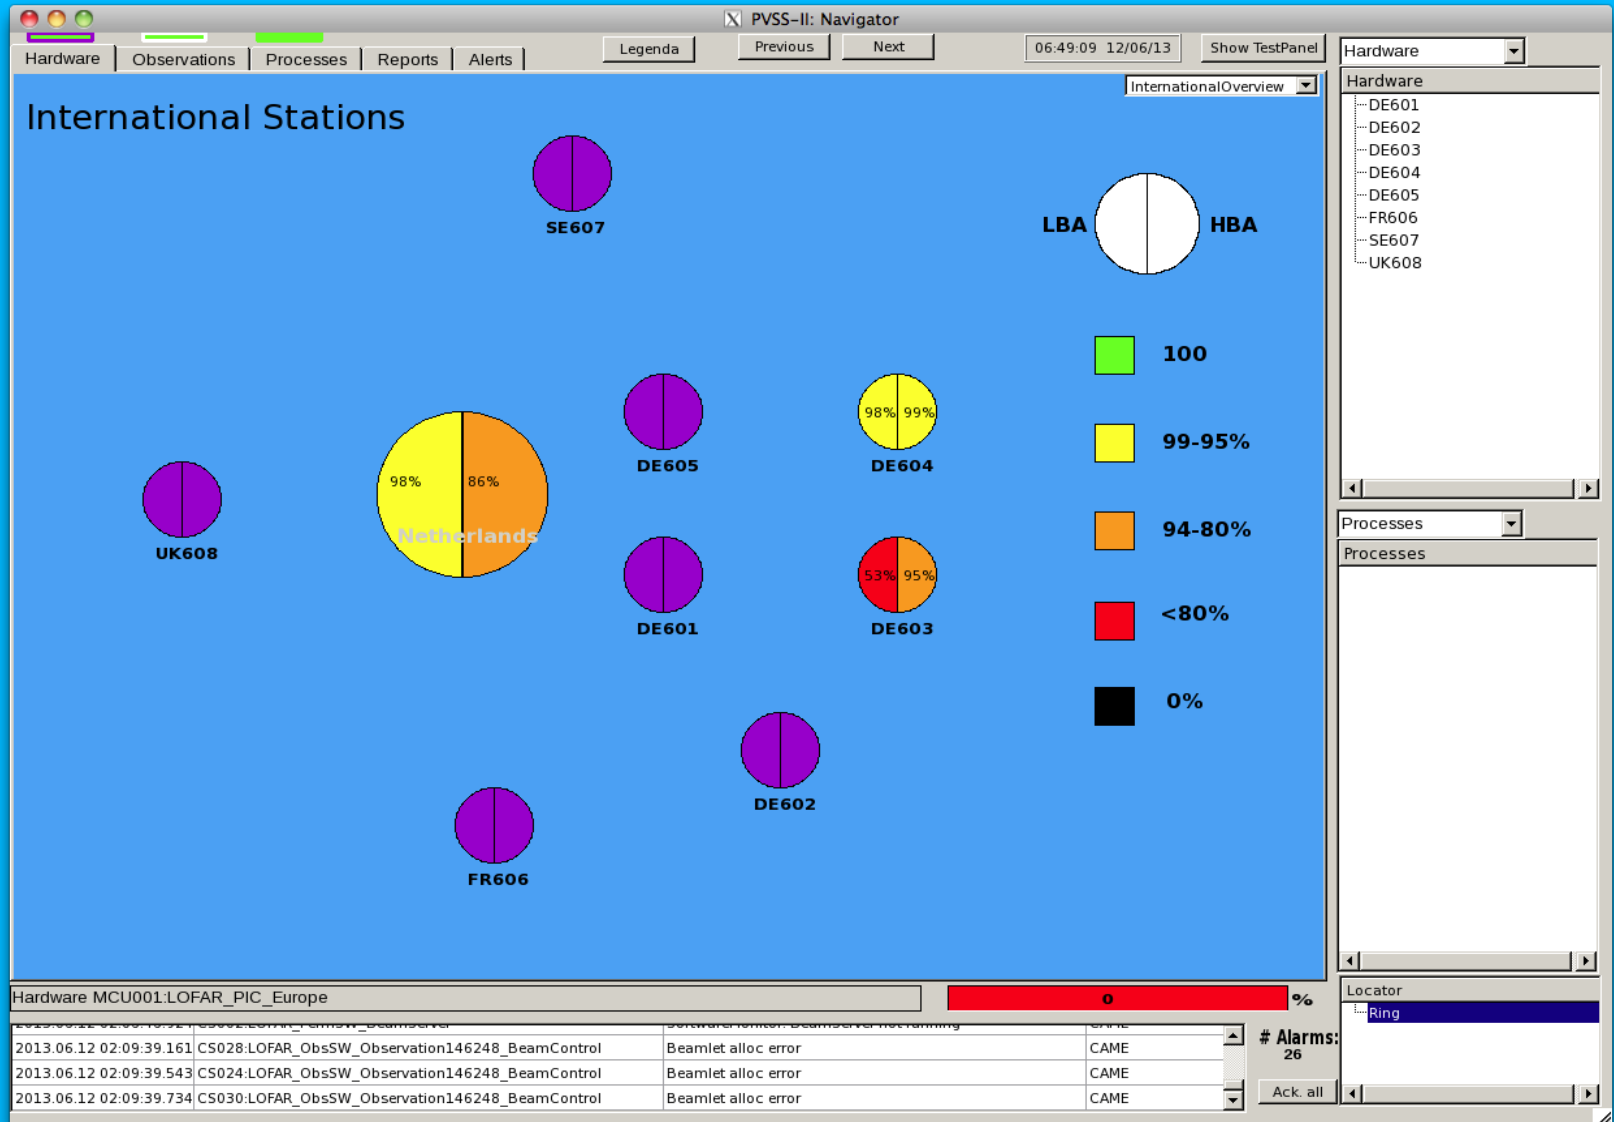 PVSS-II: Navigator
Hardware
Observations
Processes
Reports
Alerts
Legenda
Previous
Next
06:49:09 12/06/13
Show TestPanel
InternationalOverview
International Stations
SE607
LBA
HBA
100
99-95%
94-80%
<80%
0%
DE605
98% 99%
DE604
98% 86%
Netherlands
UK608
DE601
53% 95%
DE603
DE602
FR606
Hardware
Hardware
DE601
DE602
DE603
DE604
DE605
FR606
SE607
UK608
Processes
Processes
Locator
Ring
Hardware MCU001:LOFAR_PIC_Europe
0 %
2013.06.12 02:09:39.161 CS028:LOFAR_ObsSW_Observation146248_BeamControl Beamlet alloc error CAME
2013.06.12 02:09:39.543 CS024:LOFAR_ObsSW_Observation146248_BeamControl Beamlet alloc error CAME
2013.06.12 02:09:39.734 CS030:LOFAR_ObsSW_Observation146248_BeamControl Beamlet alloc error CAME
# Alarms:
26
Ack. all